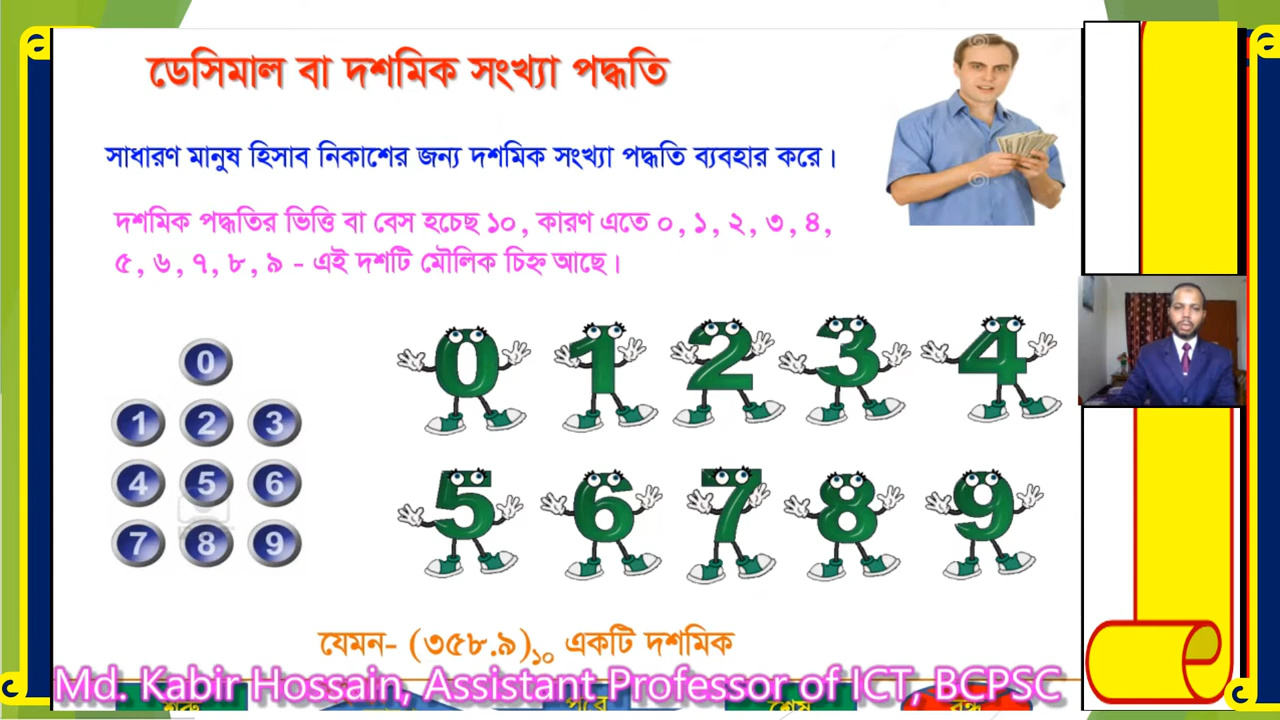 ডেসিমাল বা দশমিক সংখ্যা পদ্ধতি
সাধারণ মানুষ হিসাব নিকাশের জন্য দশমিক সংখ্যা পদ্ধতি ব্যবহার করে।
দশমিক পদ্ধতির ভিত্তি বা বেস হচেছ ১০, কারণ এতে ০, ১, ২, ৩, ৪,
৫, ৬, ৭, ৮, ৯ - এই দশটি মৌলিক চিহ্ন আছে।
0
1 2 3
4 5 6
7 8 9
0 1 2 3 4
5 6 7 8 9
যেমন- (৩৫৮.৯)১০ একটি দশমিক
Md. Kabir Hossain, Assistant Professor of ICT, BCPSC